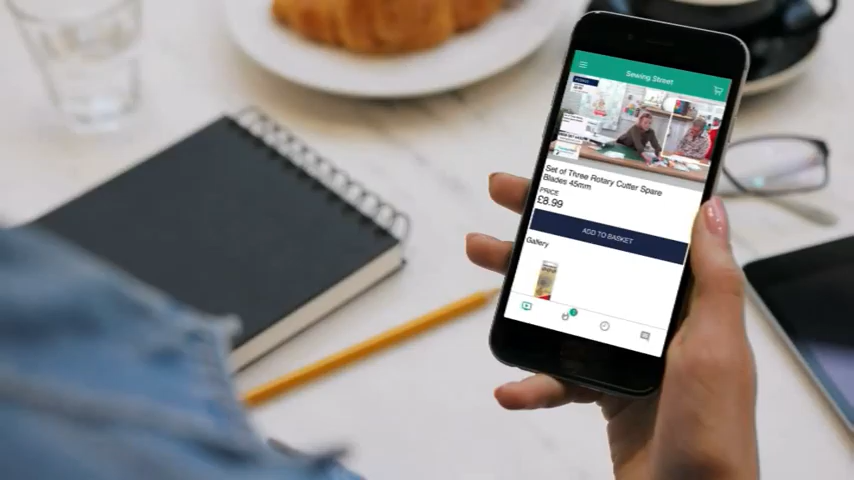 Sewing Street
Set of Three Rotary Cutter Spare
Blades 45mm
PRICE
£8.99
ADD TO BASKET
Gallery